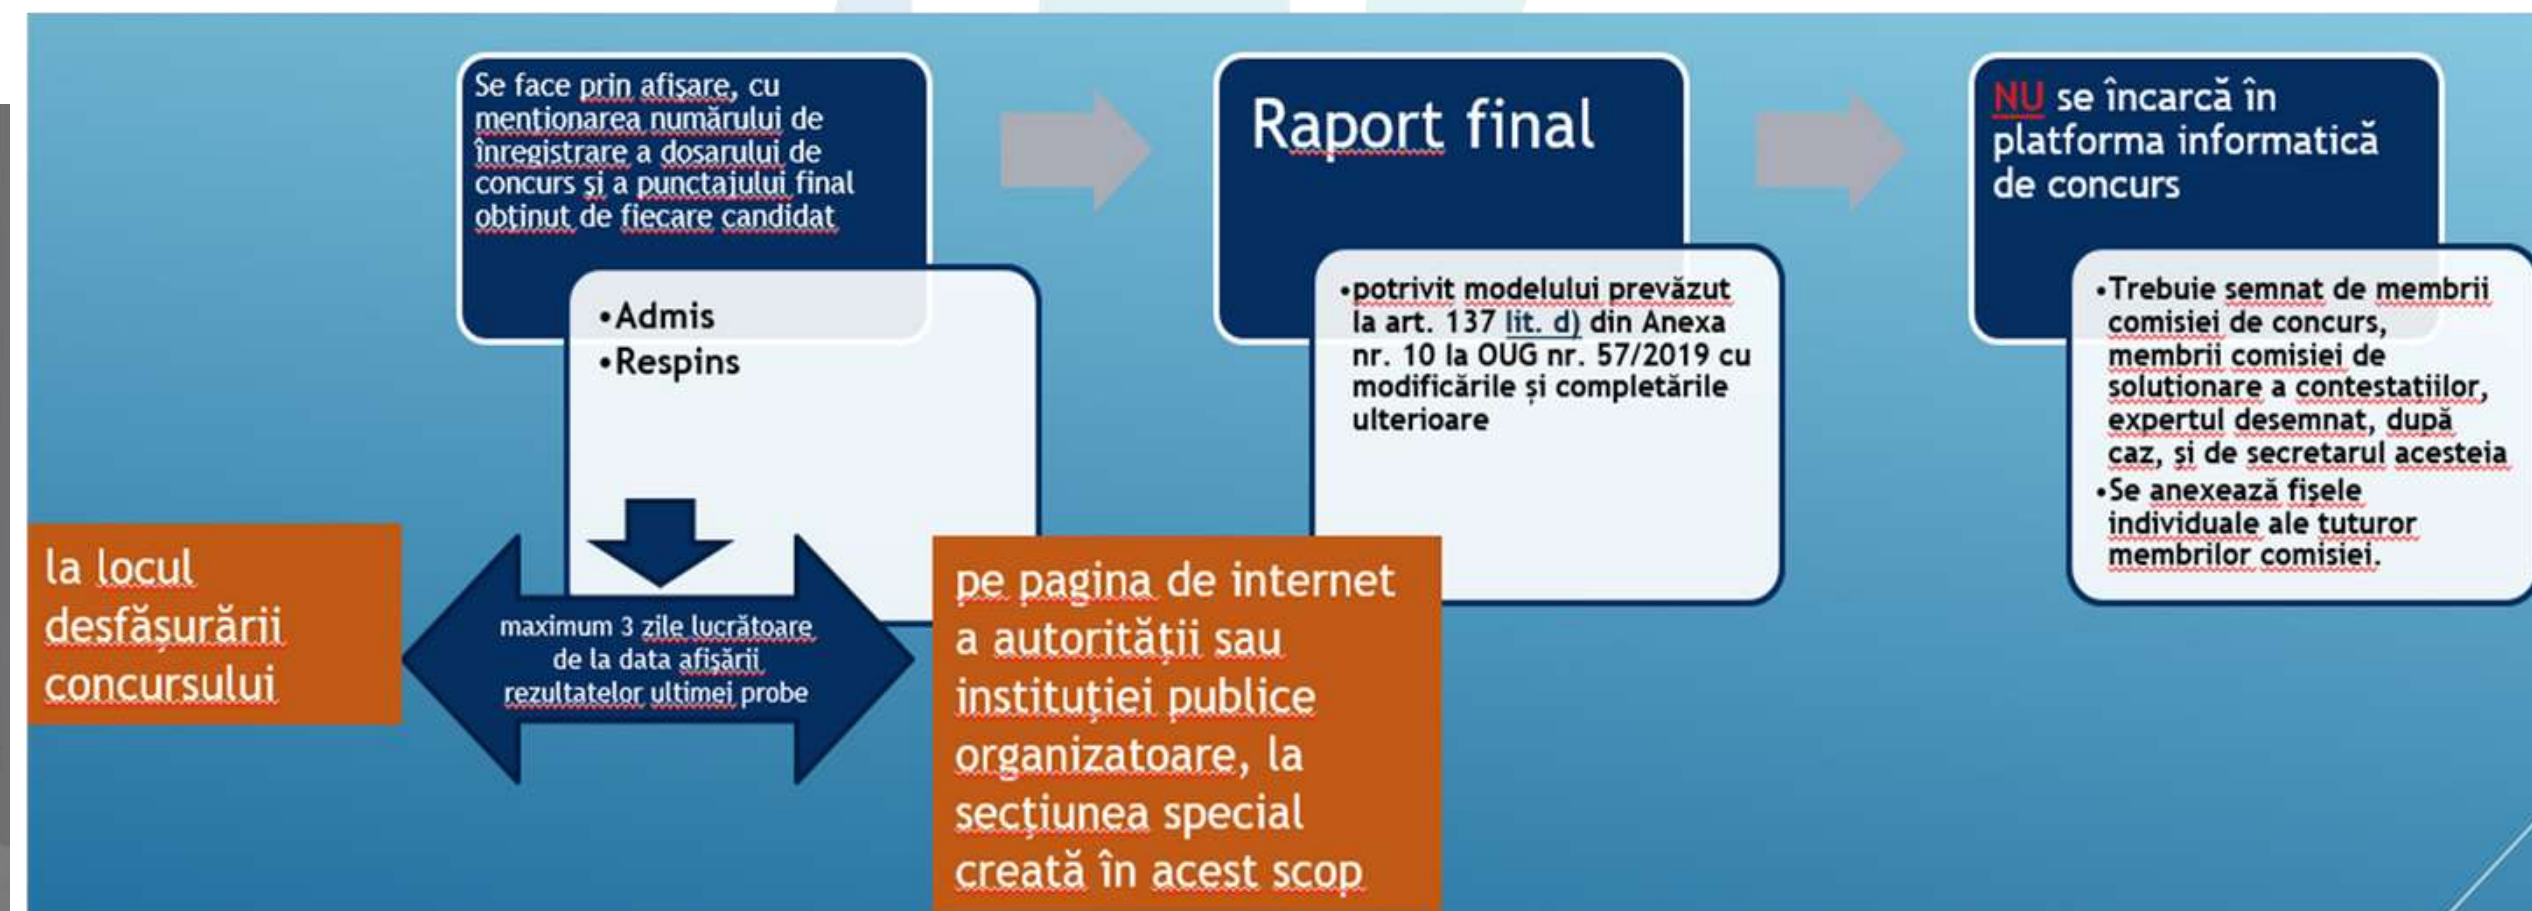 Se face prin afișare, cu
menționarea numărului de
înregistrare a dosarului de
concurs și a punctajului final
obținut de fiecare candidat
•Admis
•Respins
la locul
desfășurării
concursului
maximum 3 zile lucrătoare
de la data afișării
rezultatelor ultimei probe
pe pagina de internet
a autorității sau
instituției publice
organizatoare, la
secțiunea special
creată în acest scop
Raport final
•potrivit modelului prevăzut
la art. 137 lit. d) din Anexa
nr. 10 la OUG nr. 57/2019 cu
modificările și completările
ulterioare
NU se încarcă în
platforma informatică
de concurs
•Trebuie semnat de membrii
comisiei de concurs,
membrii comisiei de
soluționare a contestațiilor,
expertul desemnat, după
caz, și de secretarul acesteia
•Se anexează fișele
individuale ale tuturor
membrilor comisiei.